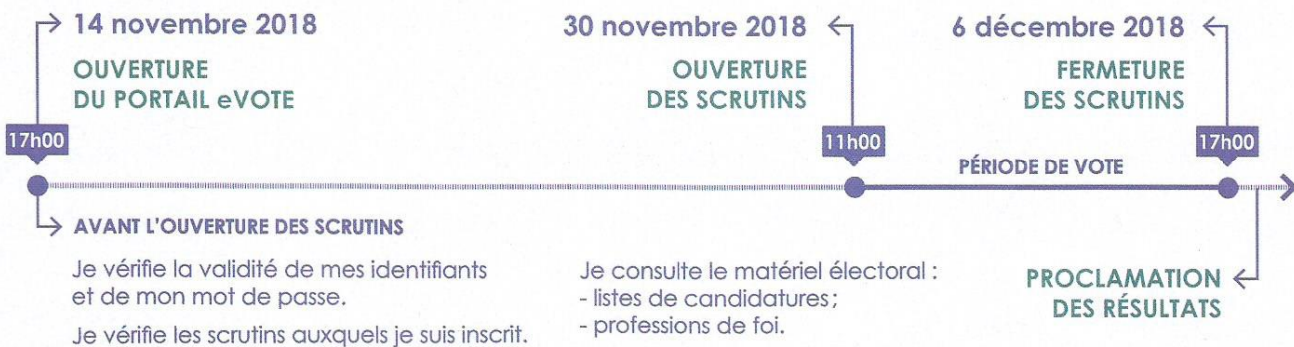 14 novembre 2018
OUVERTURE
DU PORTAIL eVOTE
17h00
30 novembre 2018
OUVERTURE
DES SCRUTINS
11h00
6 décembre 2018
FERMETURE
DES SCRUTINS
17h00
PÉRIODE DE VOTE
AVANT L'OUVERTURE DES SCRUTINS
Je vérifie la validité de mes identifiants
et de mon mot de passe.
Je vérifie les scrutins auxquels je suis inscrit.
Je consulte le matériel électoral :
- listes de candidatures;
- professions de foi.
PROCLAMATION
DES RÉSULTATS